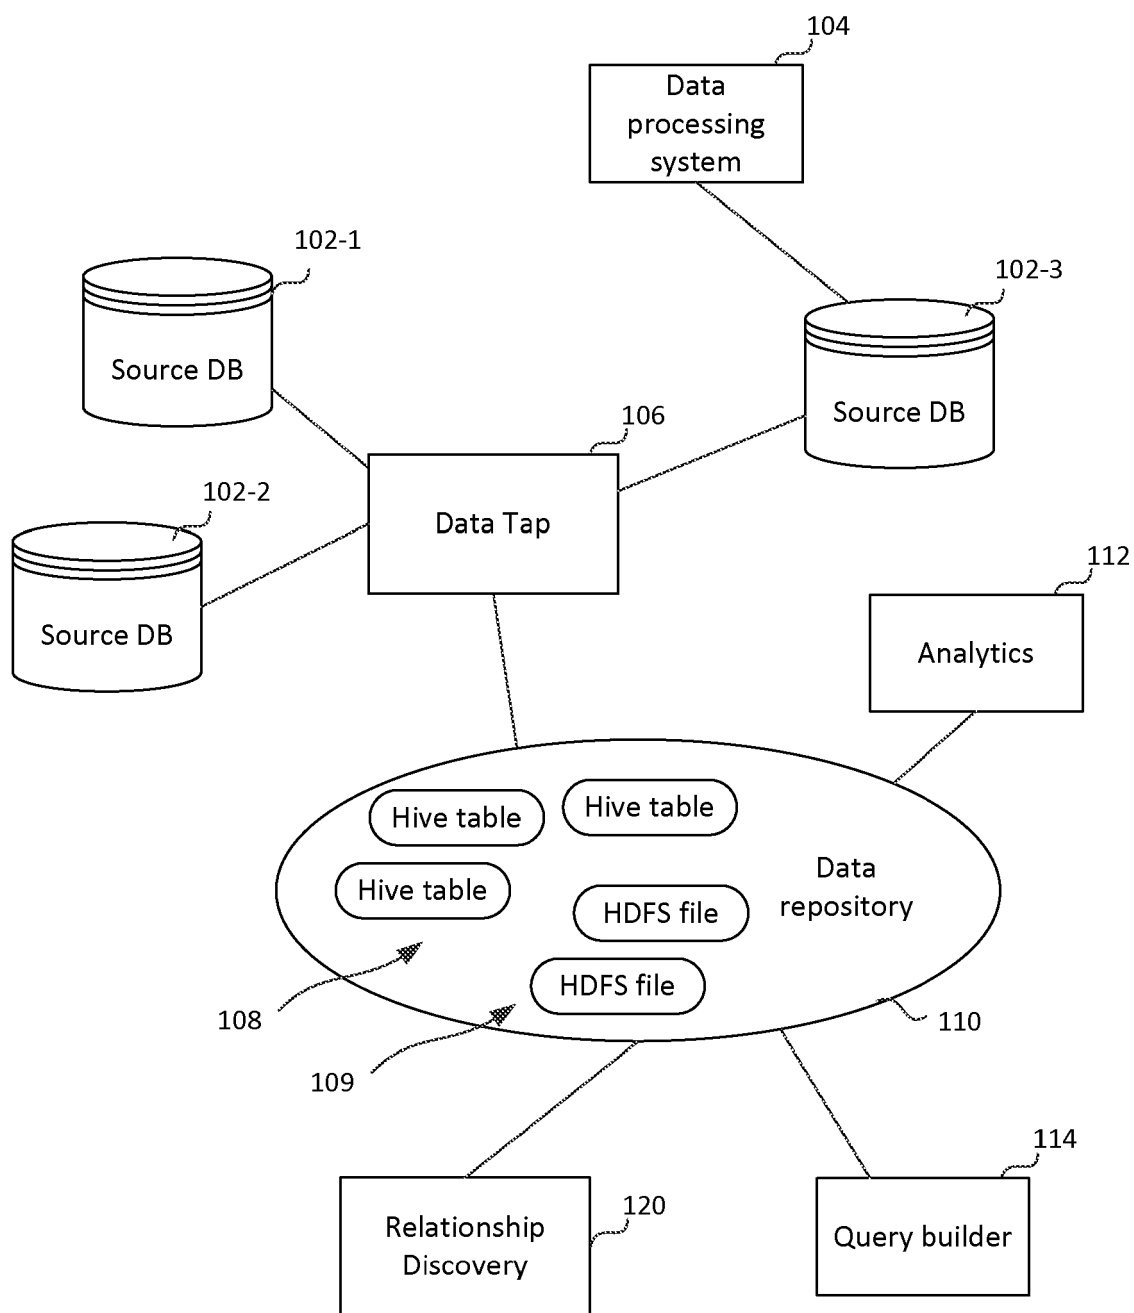 104
Data
processing
system
102-1
102-3
Source DB
Source DB
106
102-2
Data Tap
112
Source DB
Analytics
Hive table
Hive table
Hive table
Data
repository
HDFS file
HDFS file
108
110
109
114
120
Relationship
Discovery
Query builder